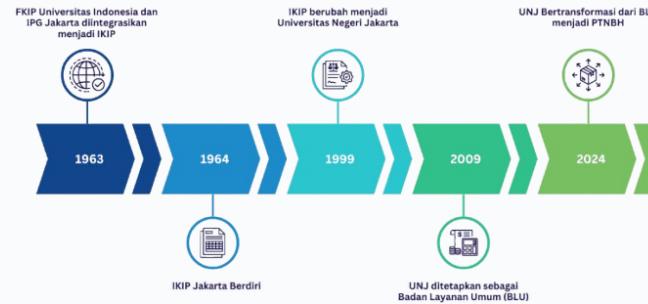 FKIP Universitas Indonesia dan
IPG Jakarta diintegrasikan
menjadi IKIP
IKIP berubah menjadi
Universitas Negeri Jakarta
UNJ Bertransformasi dari BL
menjadi PTNBH
1963
1964
1999
2009
2024
IKIP Jakarta Berdiri
UNJ ditetapkan sebagai
Badan Layanan Umum (BLU)